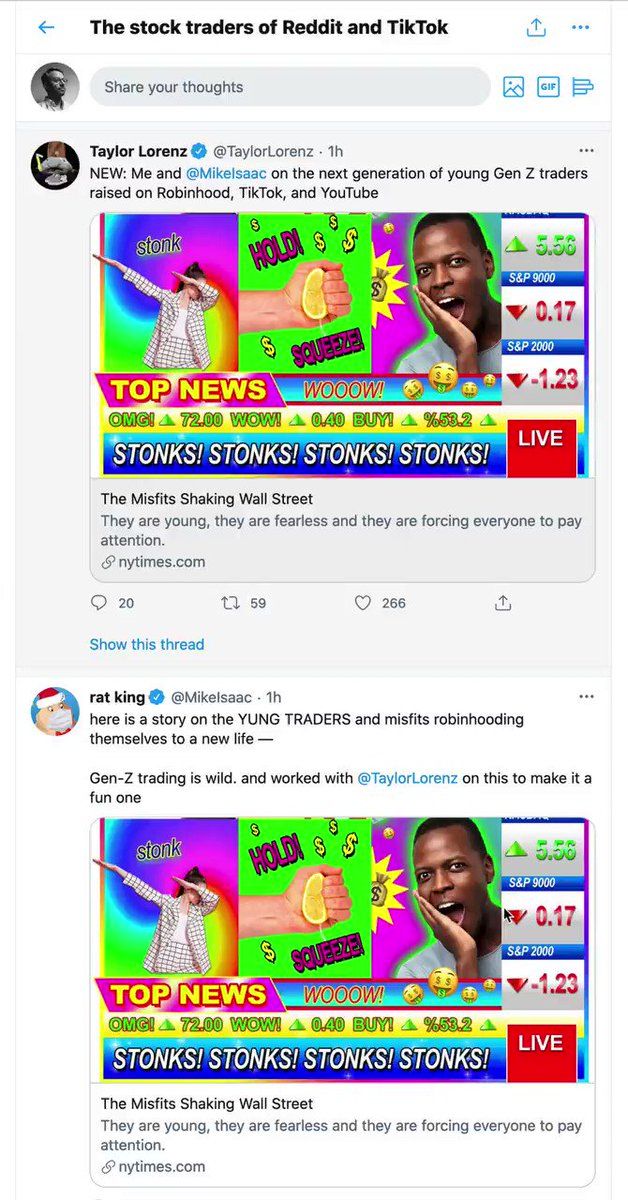 The stock traders of Reddit and TikTok
Share your thoughts
GIF
Taylor Lorenz @TaylorLorenz · 1h
NEW: Me and @MikeIsaac on the next generation of young Gen Z traders
raised on Robinhood, TikTok, and YouTube
stonk
HOLD!
$ $ $ $
$
$
SQUEEZE!
5.56
S&P 9000
0.17
S&P 2000
-1.23
TOP NEWS
WOOOW!
OMG! 72.00 WOW! 0.40 BUY! %53.2
STONKS! STONKS! STONKS! STONKS!
LIVE
The Misfits Shaking Wall Street
They are young, they are fearless and they are forcing everyone to pay
attention.
nytimes.com
20 59 266
Show this thread
rat king @MikeIsaac · 1h
here is a story on the YUNG TRADERS and misfits robinhooding
themselves to a new life —
Gen-Z trading is wild. and worked with @TaylorLorenz on this to make it a
fun one
stonk
HOLD!
$ $ $ $
$
$
SQUEEZE!
5.56
S&P 9000
0.17
S&P 2000
-1.23
TOP NEWS
WOOOW!
OMG! 72.00 WOW! 0.40 BUY! %53.2
STONKS! STONKS! STONKS! STONKS!
LIVE
The Misfits Shaking Wall Street
They are young, they are fearless and they are forcing everyone to pay
attention.
nytimes.com